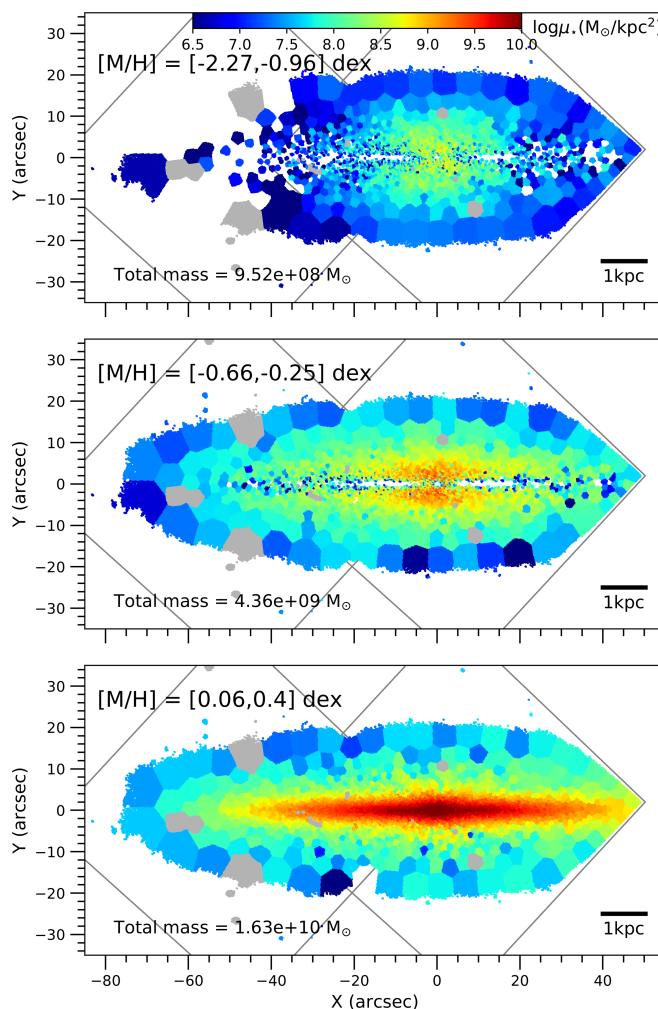 logμ⋆(M⊙/kpc²)
6.5 7.0 7.5 8.0 8.5 9.0 9.5 10.0
[M/H] = [-2.27,-0.96] dex
Y (arcsec)
30
20
10
0
−10
−20
−30
Total mass = 9.52e+08 M⊙
1kpc
[M/H] = [-0.66,-0.25] dex
Y (arcsec)
30
20
10
0
−10
−20
−30
Total mass = 4.36e+09 M⊙
1kpc
[M/H] = [0.06,0.4] dex
Y (arcsec)
30
20
10
0
−10
−20
−30
Total mass = 1.63e+10 M⊙
1kpc
−80 −60 −40 −20 0 20 40
X (arcsec)